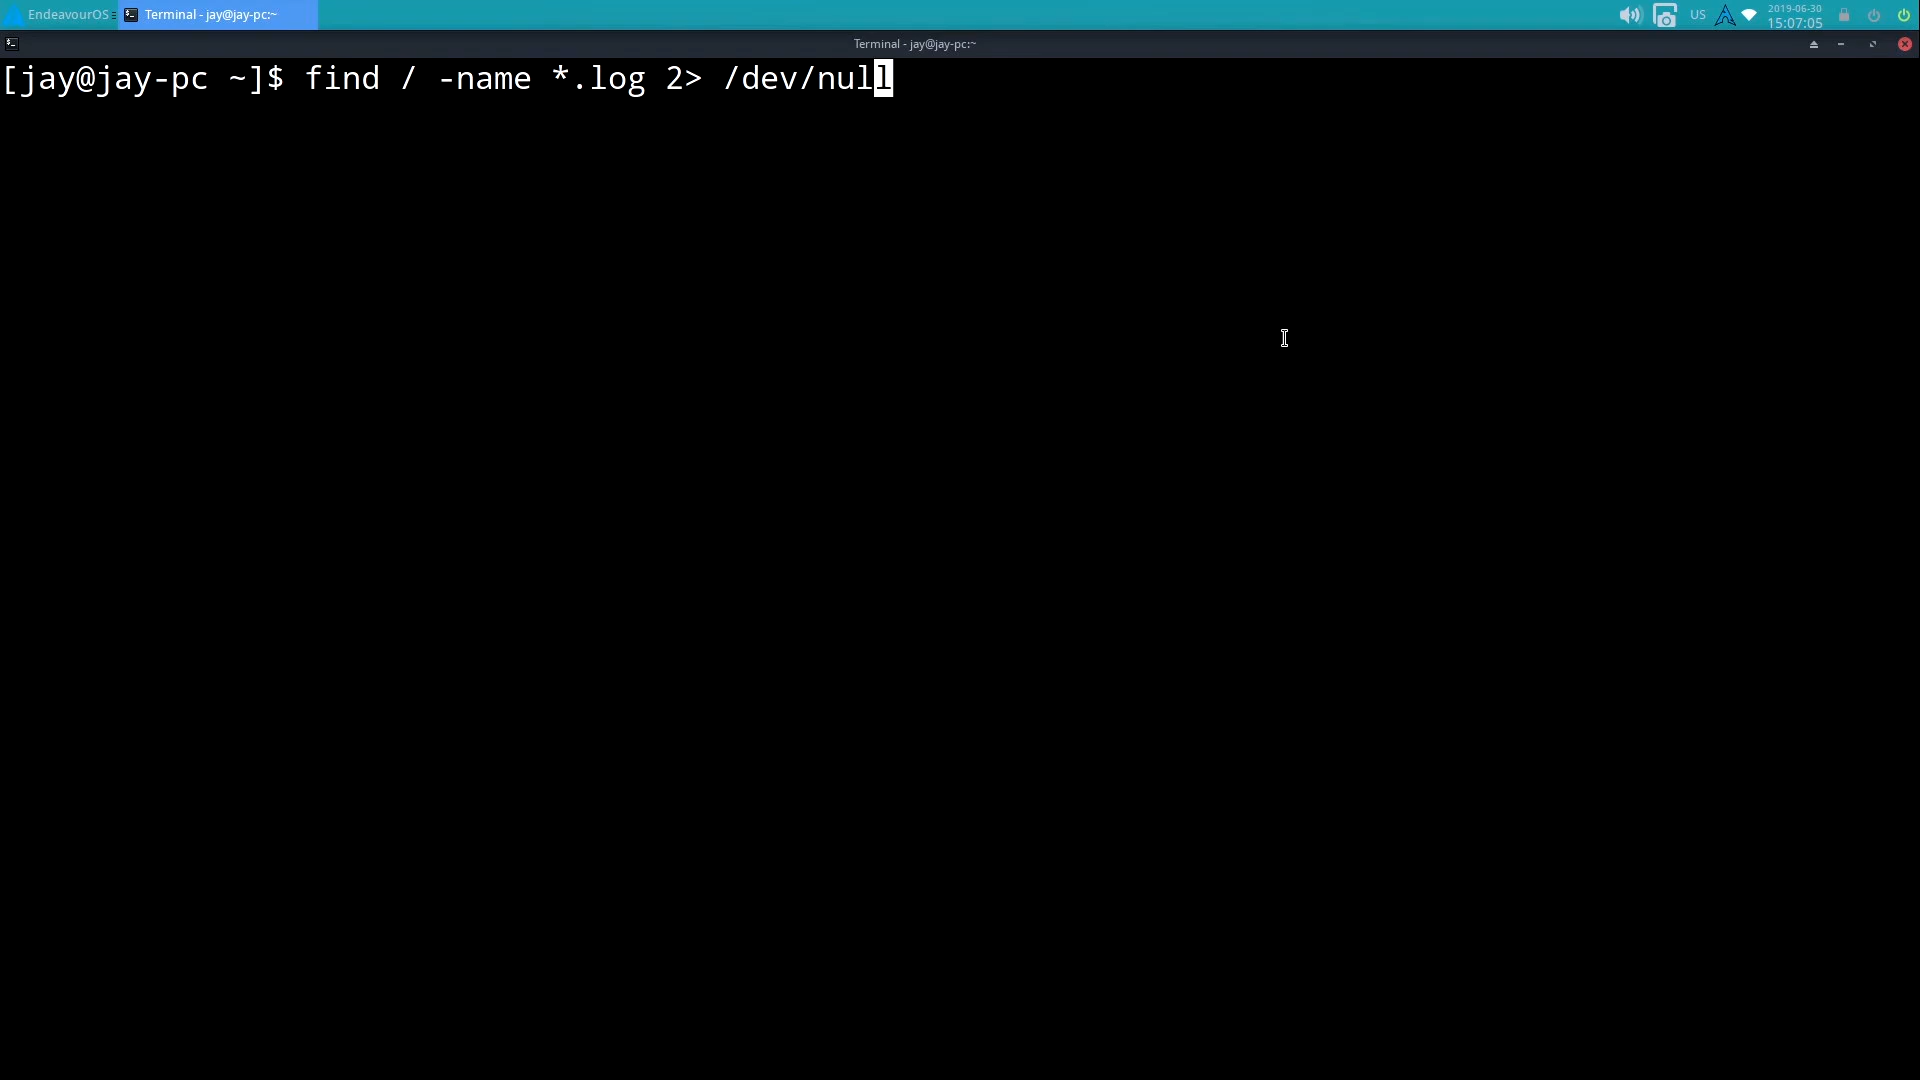 EndeavourOS
Terminal - jay@jay-pc:~
US
2019-06-30
15:07:05
Terminal - jay@jay-pc:~
[jay@jay-pc ~]$ find / -name *.log 2> /dev/null